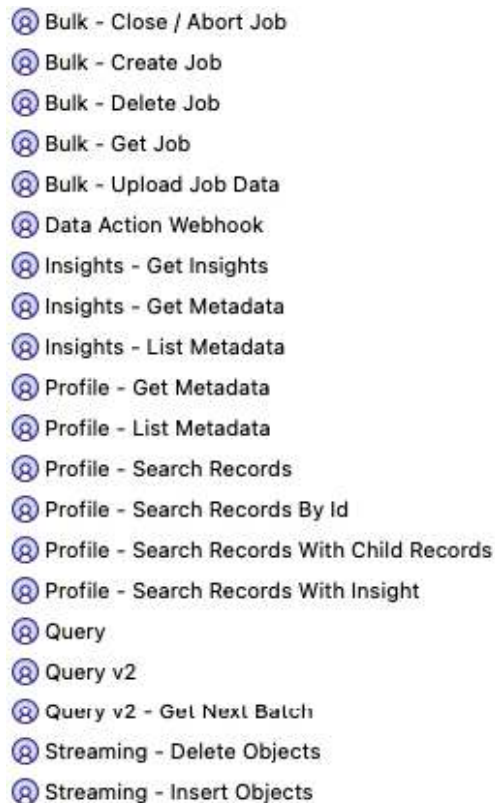 Bulk - Close / Abort Job
Bulk - Create Job
Bulk - Delete Job
Bulk - Get Job
Bulk - Upload Job Data
Data Action Webhook
Insights - Get Insights
Insights - Get Metadata
Insights - List Metadata
Profile - Get Metadata
Profile - List Metadata
Profile - Search Records
Profile - Search Records By Id
Profile - Search Records With Child Records
Profile - Search Records With Insight
Query
Query v2
Query v2 - Get Next Batch
Streaming - Delete Objects
Streaming - Insert Objects